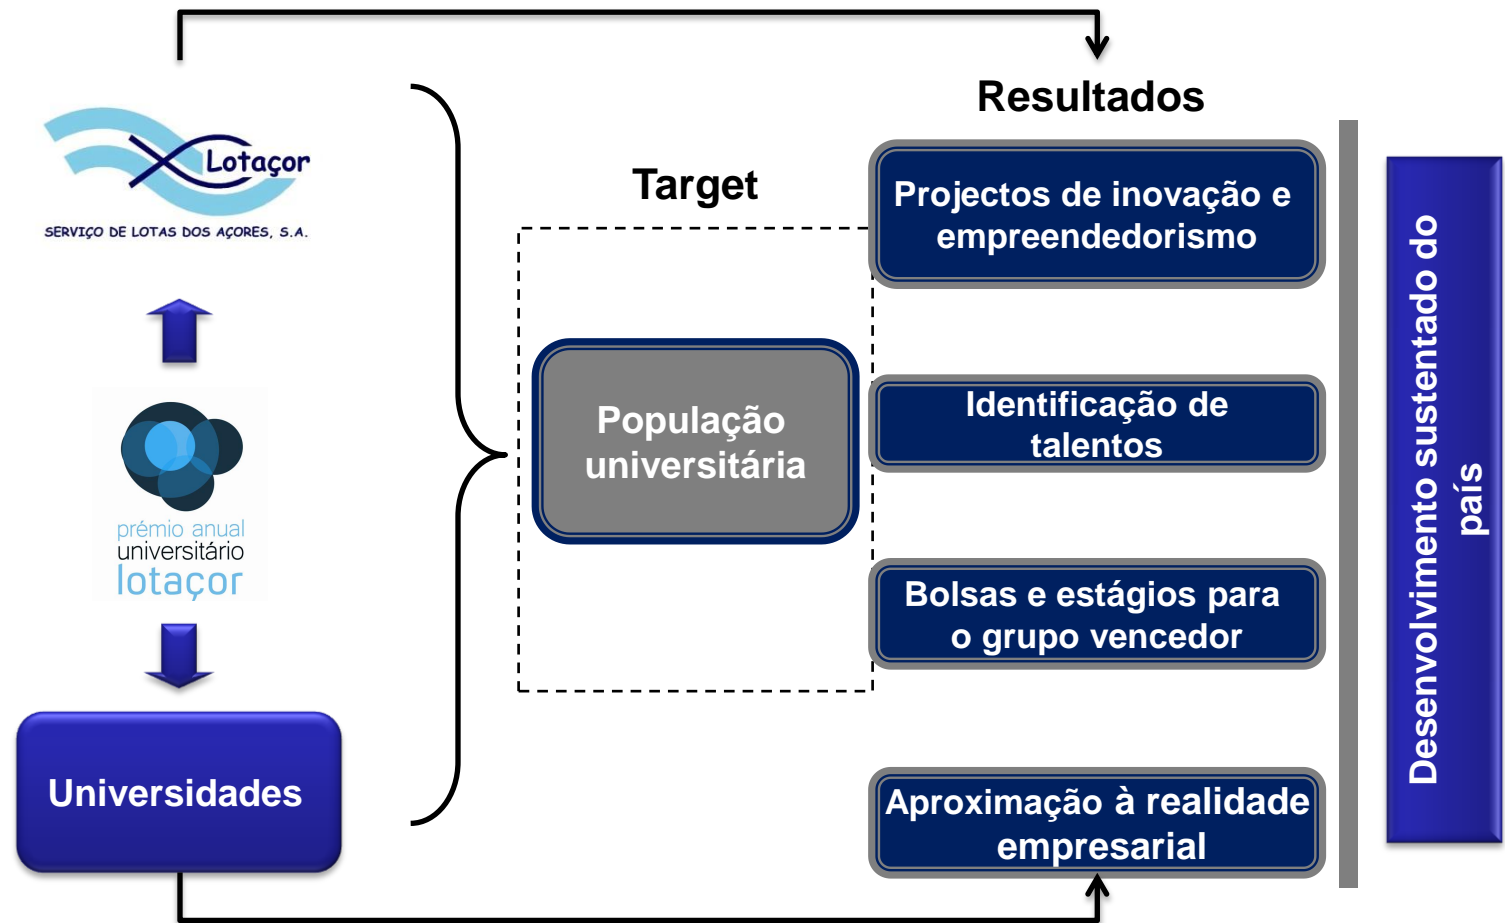 Lotaçor
SERVIÇO DE LOTAS DOS AÇORES, S.A.
prémio anual
universitário
lotaçor
Universidades
Target
População
universitária
Resultados
Projectos de inovação e
empreendedorismo
Identificação de
talentos
Bolsas e estágios para
o grupo vencedor
Aproximação à realidade
empresarial
Desenvolvimento sustentado do
país